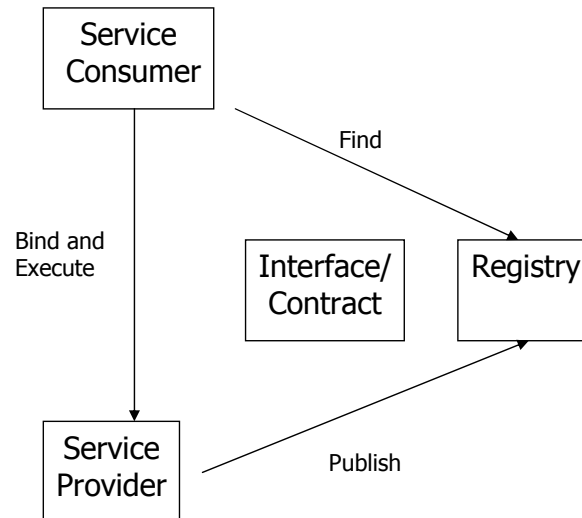 Service
Consumer
Find
Bind and
Execute
Interface/
Contract
Registry
Service
Provider
Publish